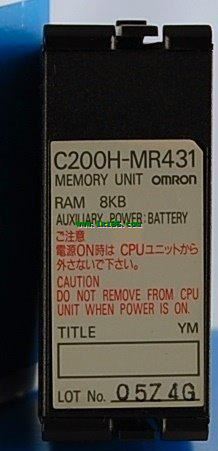 C200H-MR431
MEMORY UNIT OMRON
RAM 8KB
AUXILIARY POWER:BATTERY
ご注意
電源ON時は CPUユニットから
外さないで下さい。
CAUTION
DO NOT REMOVE FROM CPU
UNIT WHEN POWER IS ON.
TITLE YM
LOT No. 0574G